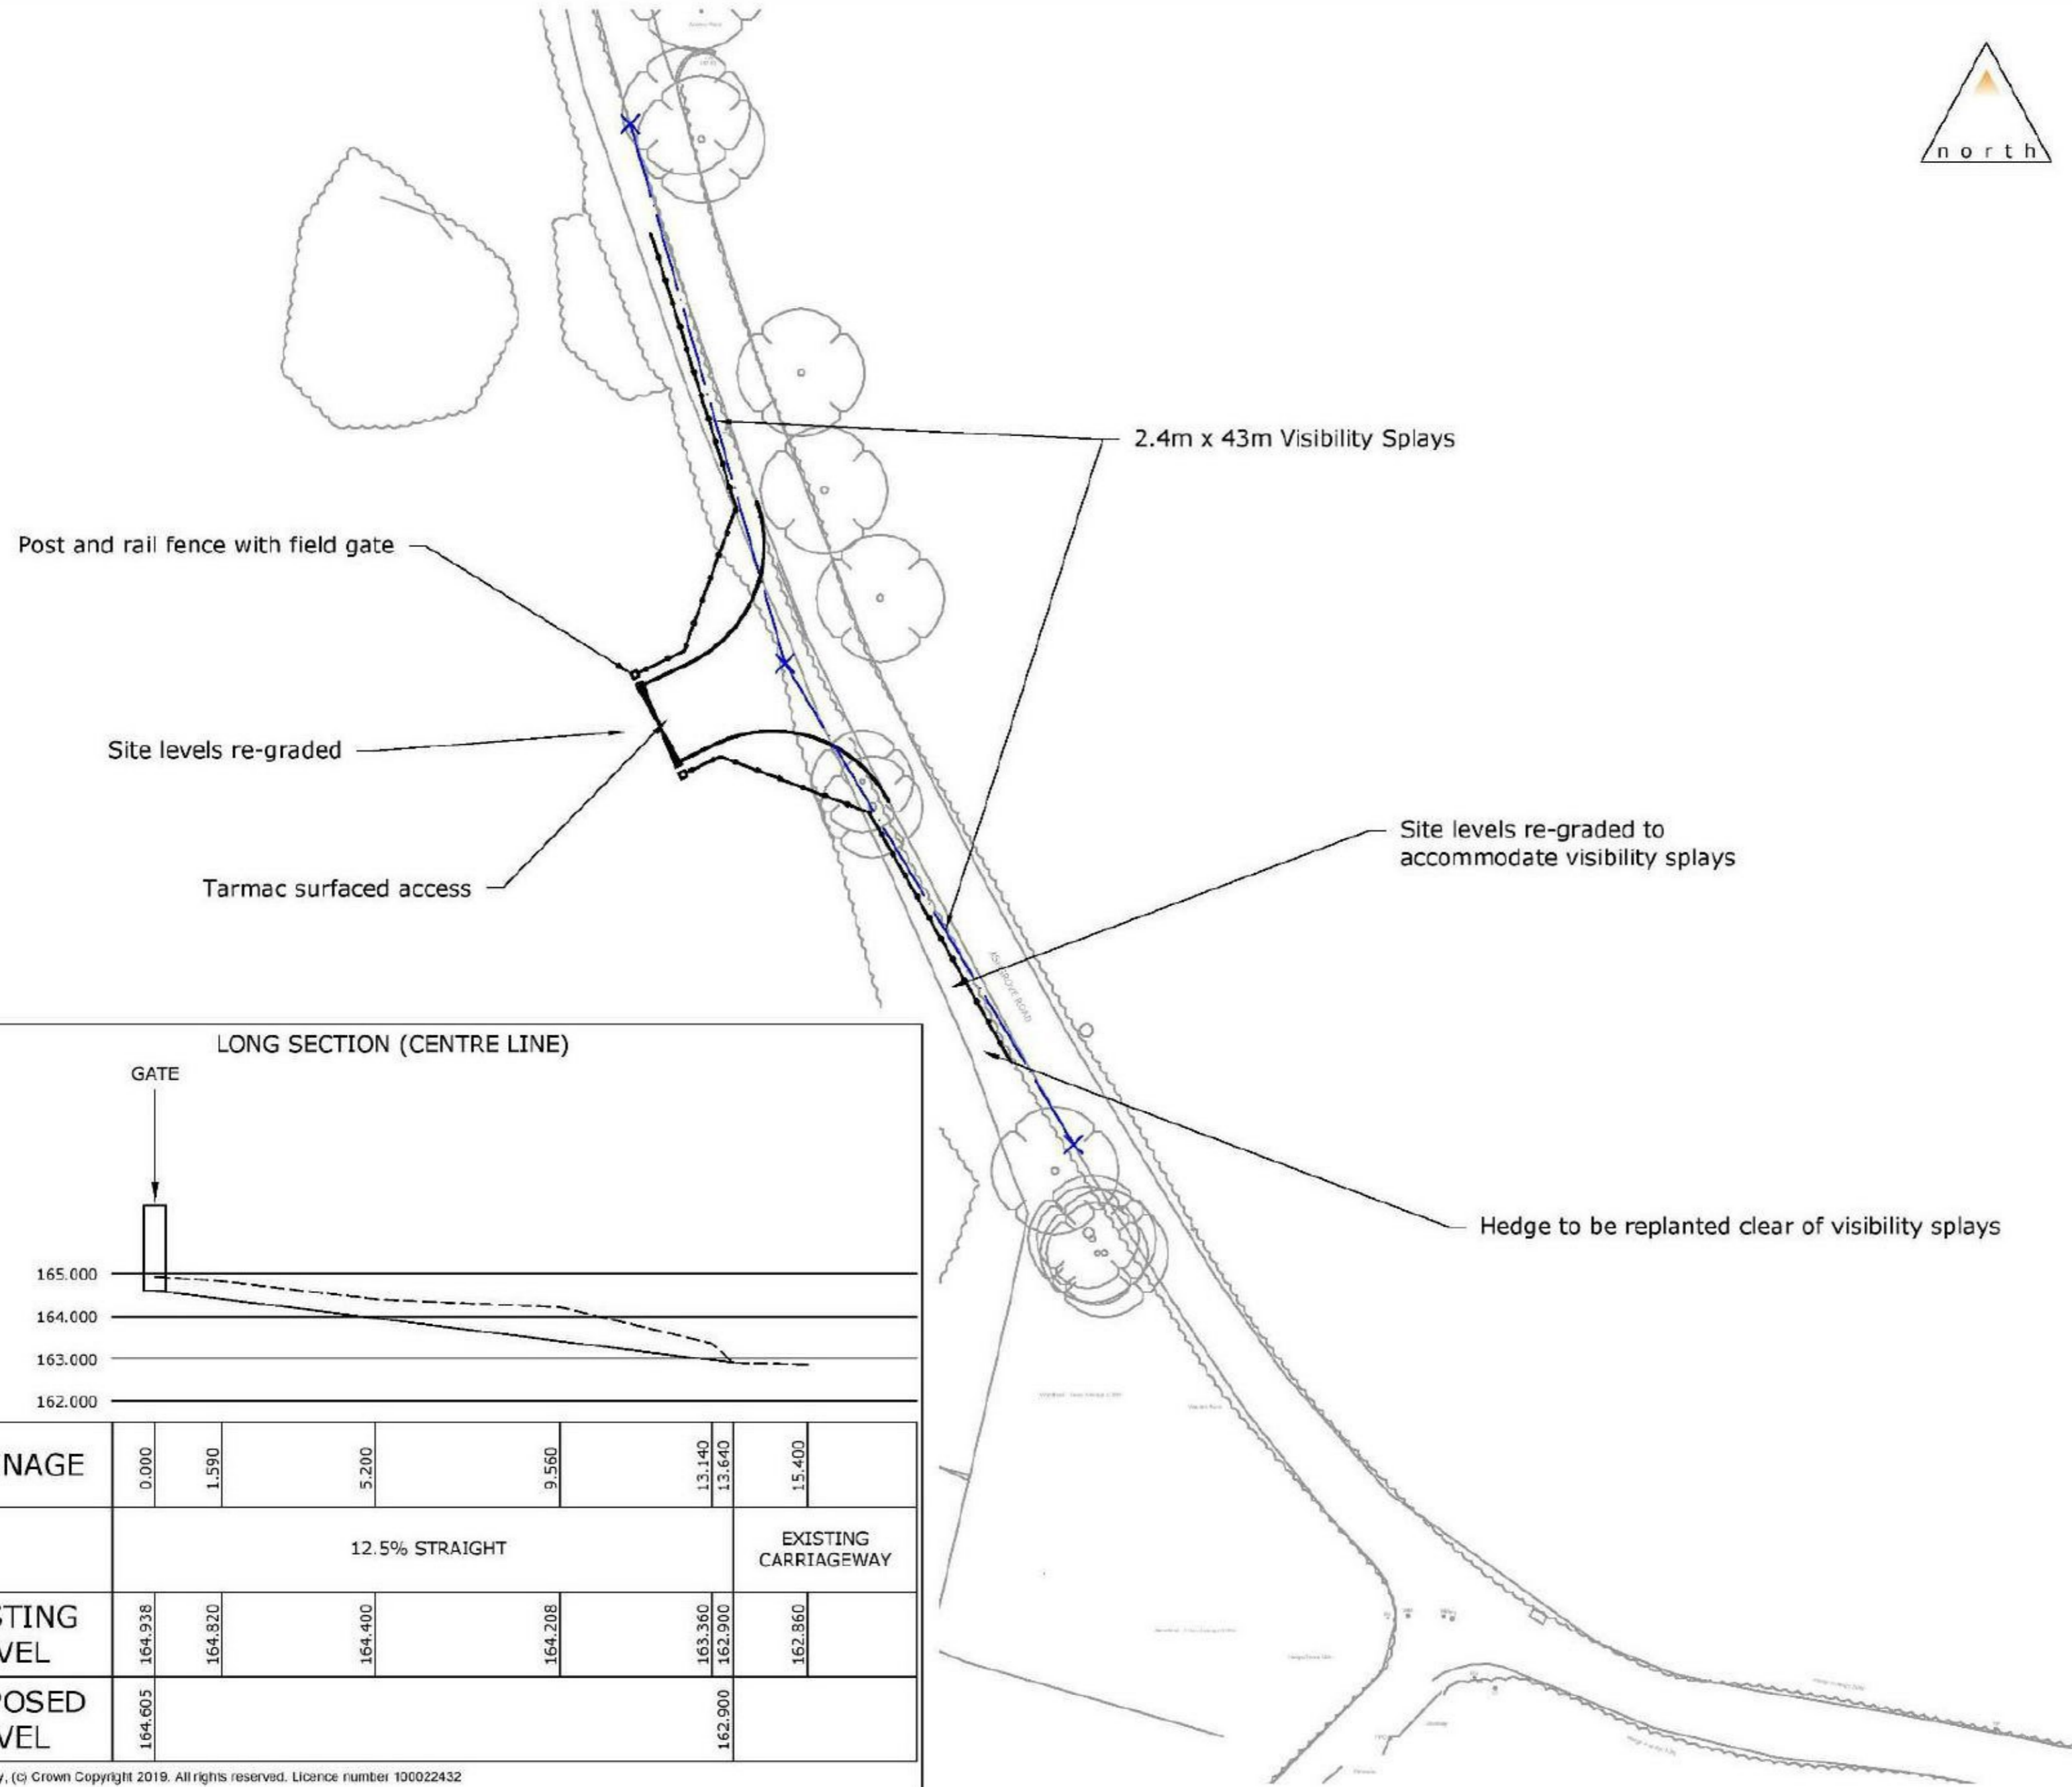 north
2.4m x 43m Visibility Splays
Post and rail fence with field gate
Site levels re-graded
Tarmac surfaced access
Site levels re-graded to
accommodate visibility splays
ROAD
Hedge to be replanted clear of visibility splays
LONG SECTION (CENTRE LINE)
GATE
165.000
164.000
163.000
162.000
NAGE
0.000
1.590
5.200
9.560
13.140
13.640
15.400
12.5% STRAIGHT
EXISTING
CARRIAGEWAY
STING
VEL
164.938
164.820
164.400
164.208
163.360
162.900
162.860
POSED
VEL
164.605
162.900
y, (c) Crown Copyright 2019. All rights reserved. Licence number 100022432